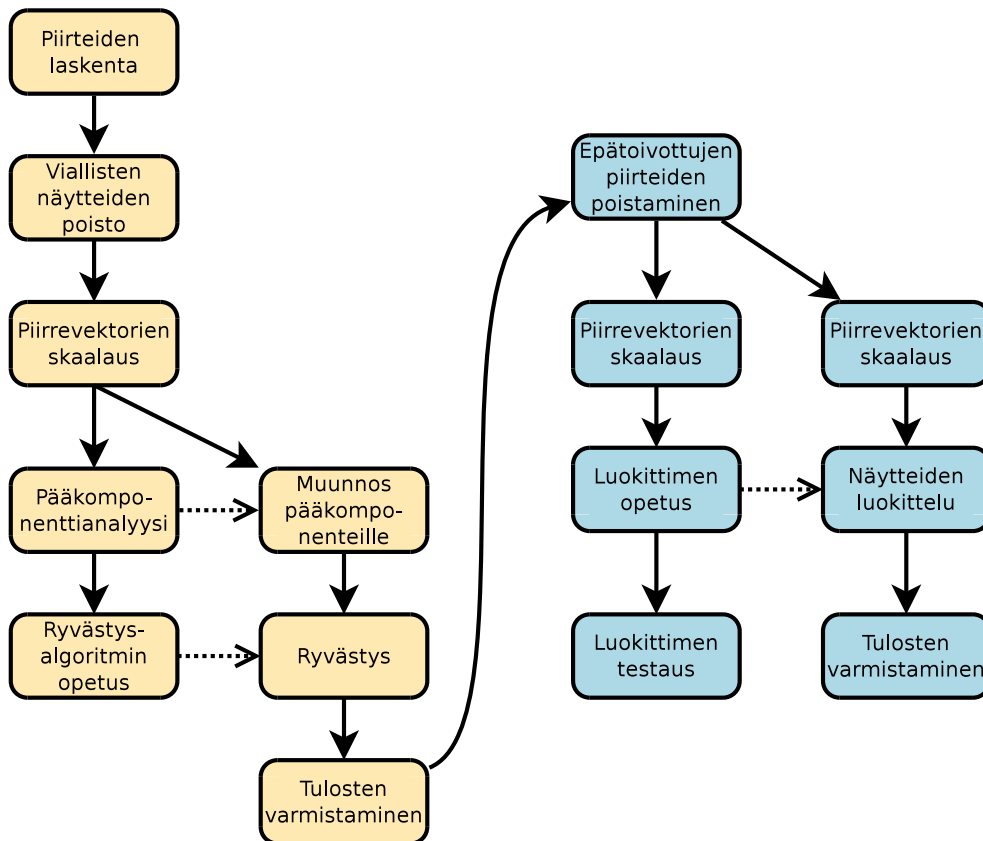 Piirteiden
laskenta
Viallisten
näytteiden
poisto
Piirrevektorien
skaalaus
Pääkompo-
nenttianalyysi
Muunnos
pääkompo-
nenteille
Ryvästys-
algoritmin
opetus
Ryvästys
Tulosten
varmistaminen
Epätoivottujen
piirteiden
poistaminen
Piirrevektorien
skaalaus
Piirrevektorien
skaalaus
Luokittimen
opetus
Näytteiden
luokittelu
Luokittimen
testaus
Tulosten
varmistaminen